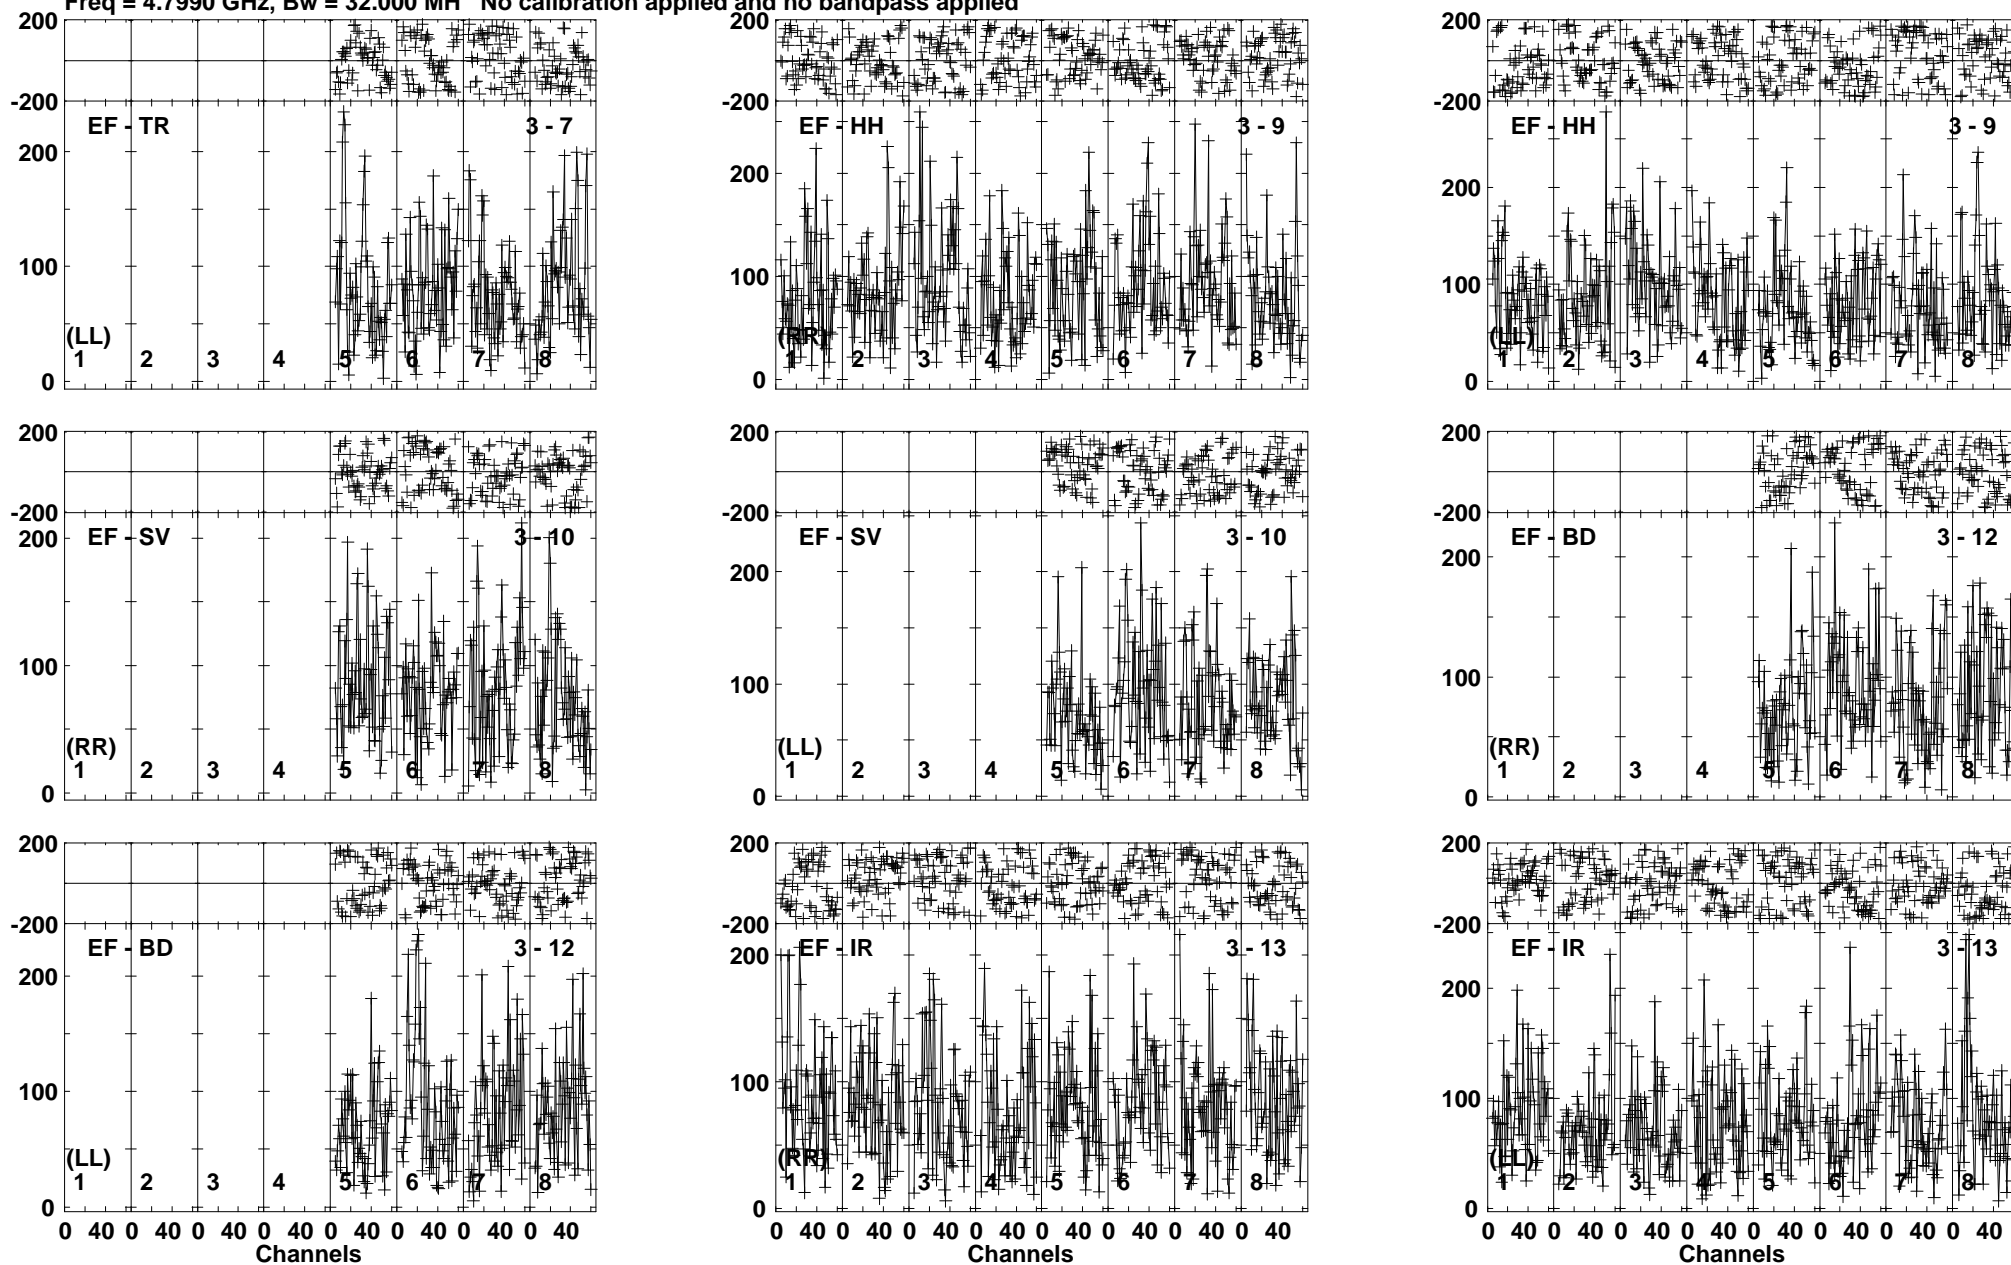 Freq = 4.7990 GHz, Bw = 32.000 MH No calibration applied and no bandpass applied
200 200 200
-200 -200 -200
EF - TR 3 - 7 EF - HH 3 - 9 EF - HH 3 - 9
200 200 200
100 100 100
(LL) (RR) (LL)
1 2 3 4 5 6 7 8 1 2 3 4 5 6 7 8 1 2 3 4 5 6 7 8
0 0 0
200 200 200
-200 -200 -200
EF - SV 3 - 10 EF - SV 3 - 10 EF - BD 3 - 12
200 200 200
100 100 100
(RR) (LL) (RR)
1 2 3 4 5 6 7 8 1 2 3 4 5 6 7 8 1 2 3 4 5 6 7 8
0 0 0
200 200 200
-200 -200 -200
EF - BD 3 - 12 EF - IR 3 - 13 EF - IR 3 - 13
200 200 200
100 100 100
(LL) (RR) (LL)
1 2 3 4 5 6 7 8 1 2 3 4 5 6 7 8 1 2 3 4 5 6 7 8
0 0 0
0 40 0 40 0 40 0 40 0 40 0 40 0 40 0 40 0 40 0 40 0 40 0 40 0 40 0 40 0 40 0 40 0 40 0 40 0 40 0 40 0 40 0 40 0 40 0 40
Channels Channels Channels